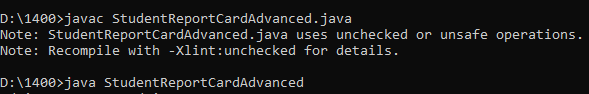 D:\1400>javac StudentReportCardAdvanced.java
Note: StudentReportCardAdvanced.java uses unchecked or unsafe operations.
Note: Recompile with -Xlint:unchecked for details.
D:\1400>java StudentReportCardAdvanced